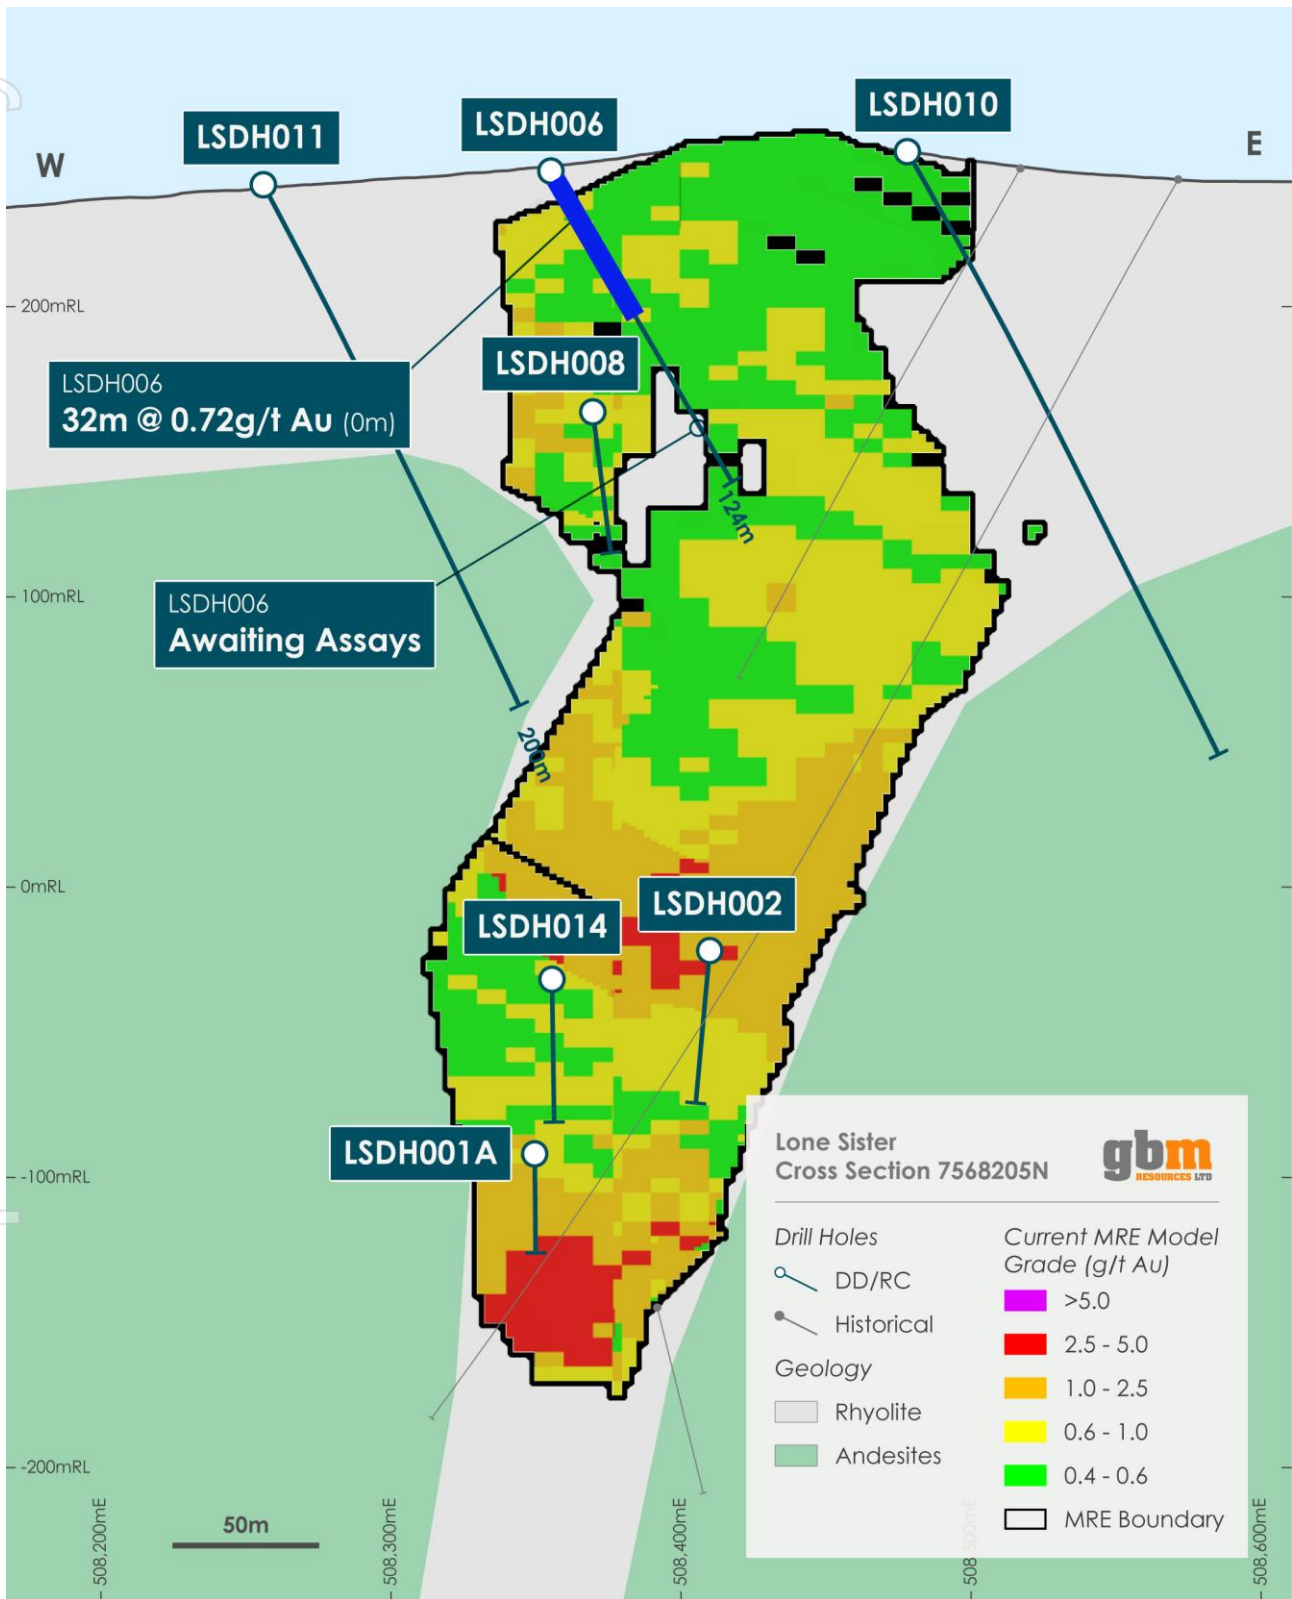 LSDH011
LSDH006
LSDH010
W
E
200mRL
LSDH006
32m @ 0.72g/t Au (0m)
LSDH008
124m
100mRL
LSDH006
Awaiting Assays
200m
0mRL
LSDH014
LSDH002
LSDH001A
-100mRL
-200mRL
50m
508,200mE
508,300mE
508,400mE
508,500mE
508,600mE
Lone Sister
Cross Section 7568205N
gbm
RESOURCES LTD
Drill Holes
DD/RC
Historical
Geology
Rhyolite
Andesites
Current MRE Model
Grade (g/t Au)
>5.0
2.5 - 5.0
1.0 - 2.5
0.6 - 1.0
0.4 - 0.6
MRE Boundary